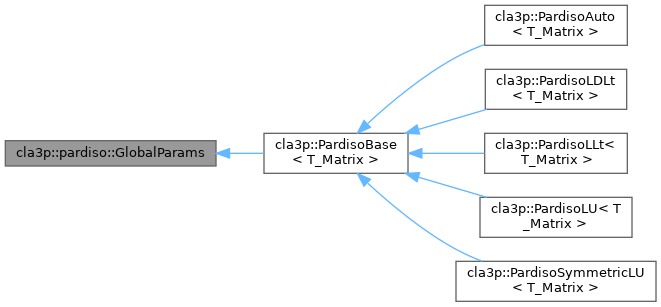 cla3p::pardiso::GlobalParams
cla3p::PardisoBase
< T_Matrix >
cla3p::PardisoAuto
< T_Matrix >
cla3p::PardisoLDLt
< T_Matrix >
cla3p::PardisoLLt<
T_Matrix >
cla3p::PardisoLU< T
_Matrix >
cla3p::PardisoSymmetricLU
< T_Matrix >